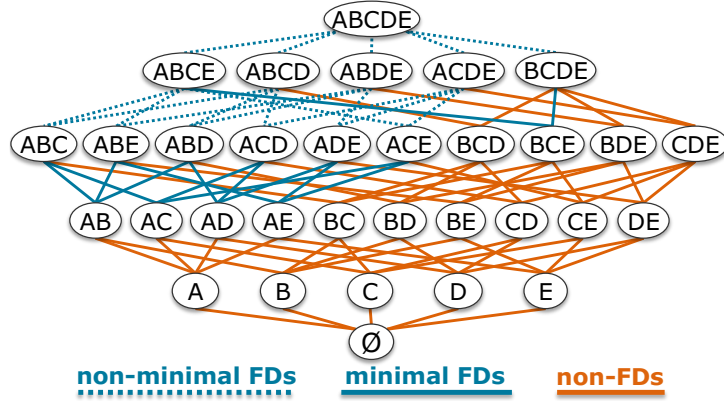 ABCDE
ABCE ABCD ABDE ACDE BCDE
ABC ABE ABD ACD ADE ACE BCD BCE BDE CDE
AB AC AD AE BC BD BE CD CE DE
A B C D E
Ø
non-minimal FDs minimal FDs non-FDs